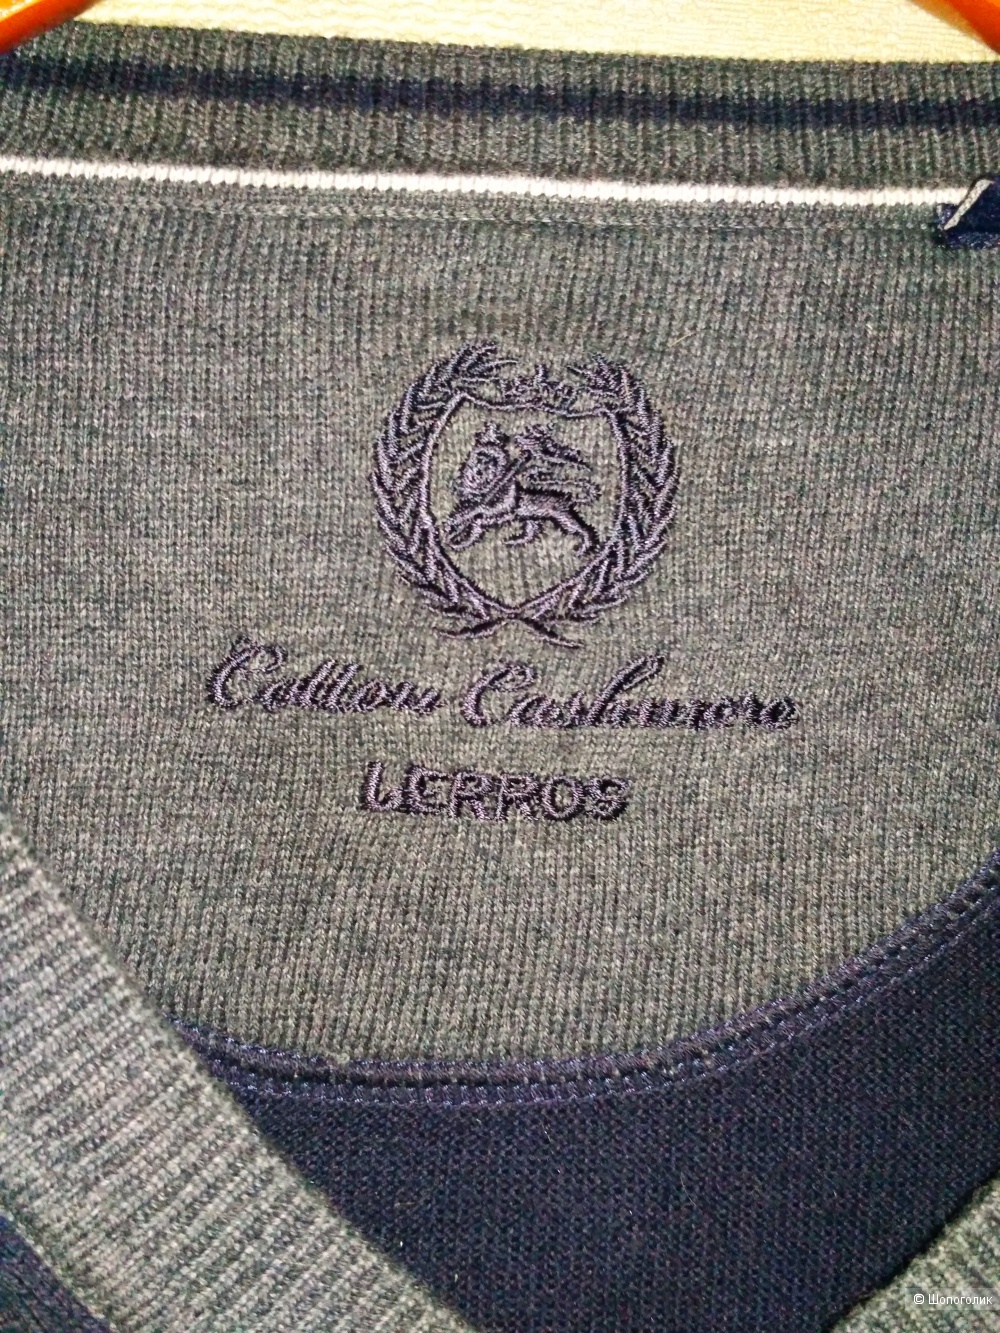 Cotton Cashmere
LERROS
© Шопоголик